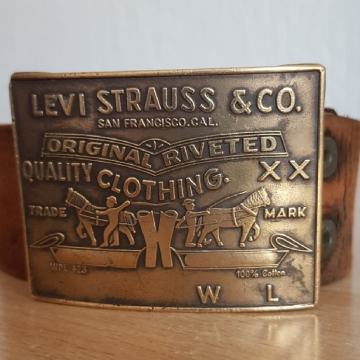 LEVI STRAUSS & CO.
SAN FRANCISCO.CAL.
ORIGINAL RIVETED
QUALITY CLOTHING. XX
TRADE MARK
100% Cotton
W L